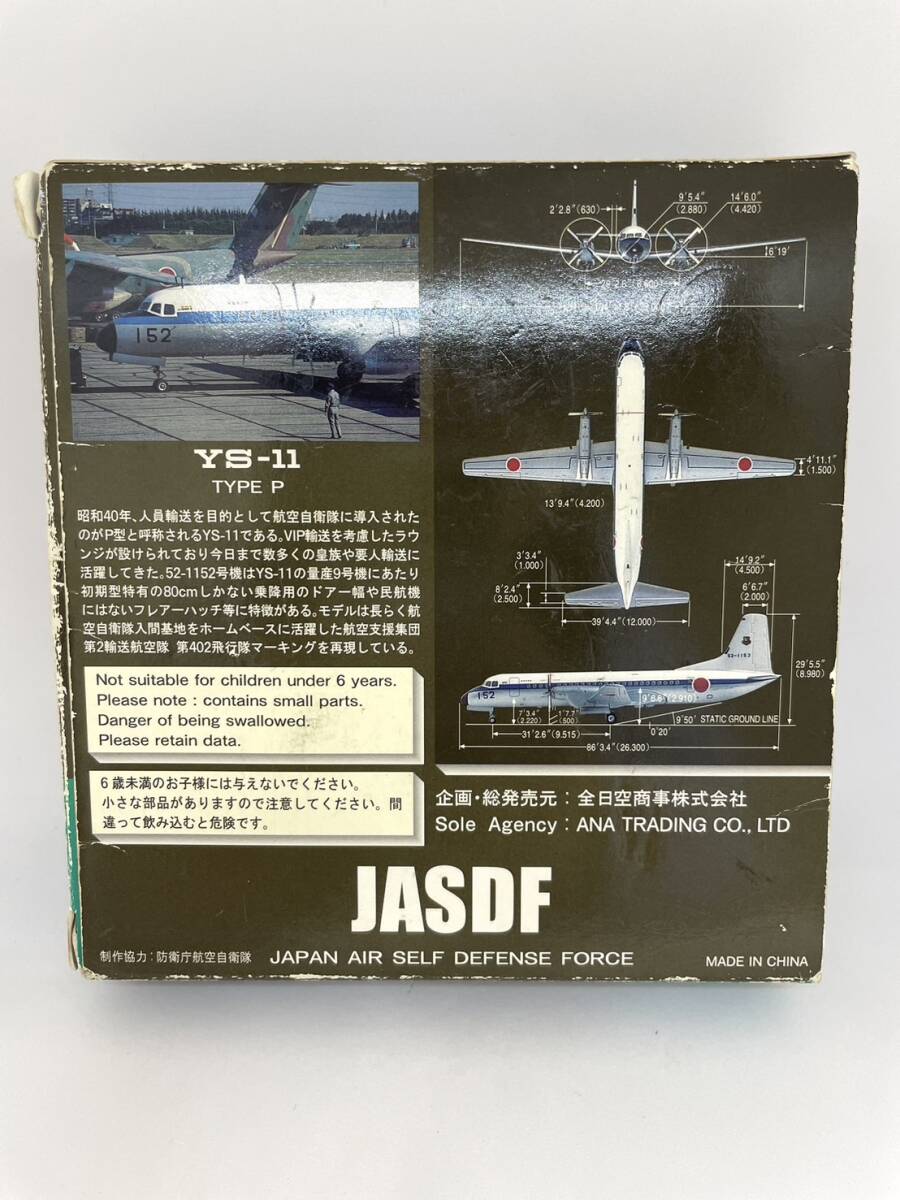 152
YS-11
TYPE P
昭和40年、人員輸送を目的として航空自衛隊に導入された
のがP型と呼称されるYS-11である。VIP輸送を考慮したラウ
ンジが設けられており今日まで数多くの皇族や要人輸送に
活躍してきた。52-1152号機はYS-11の量産9号機にあたり
初期型特有の80cmしかない乗降用のドアー幅や民航機
にはないフレアーハッチ等に特徴がある。モデルは長らく航
空自衛隊入間基地をホームベースに活躍した航空支援集団
第2輸送航空隊 第402飛行隊マーキングを再現している。
Not suitable for children under 6 years.
Please note : contains small parts.
Danger of being swallowed.
Please retain data.
6歳未満のお子様には与えないでください。
小さな部品がありますので注意してください。間
違って飲み込むと危険です。
2'2.8"(630)
9'5.4"
(2.880)
14'6.0"
(4.420)
6°19'
4'11.1"
(1.500)
13'9.4"(4.200)
3'3.4"
(1.000)
8'2.4"
(2.500)
39'4.4"(12.000)
14'9.2"
(4.500)
6'6.7"
(2.000)
29'5.5"
(8.980)
152
7'3.4"
(2.220)
1'7.7"
(500)
(2.910)
9°50' STATIC GROUND LINE
0°20'
31'2.6"(9.515)
86'3.4"(26.300)
企画・総発売元：全日空商事株式会社
Sole Agency : ANA TRADING CO., LTD
JASDF
制作協力：防衛庁航空自衛隊
JAPAN AIR SELF DEFENSE FORCE
MADE IN CHINA